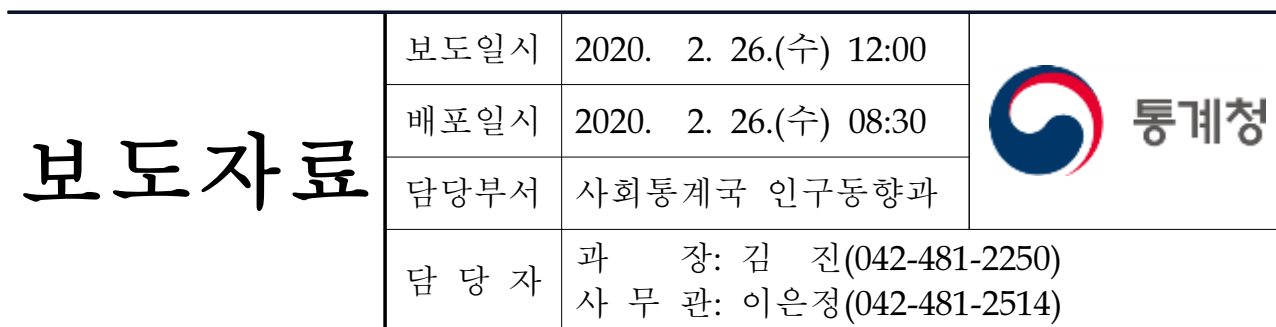 보도자료
보도일시 2020. 2. 26.(수) 12:00
배포일시 2020. 2. 26.(수) 08:30
담당부서 사회통계국 인구동향과
담 당 자 과 장: 김 진(042-481-2250)
사 무 관: 이은정(042-481-2514)
통계청